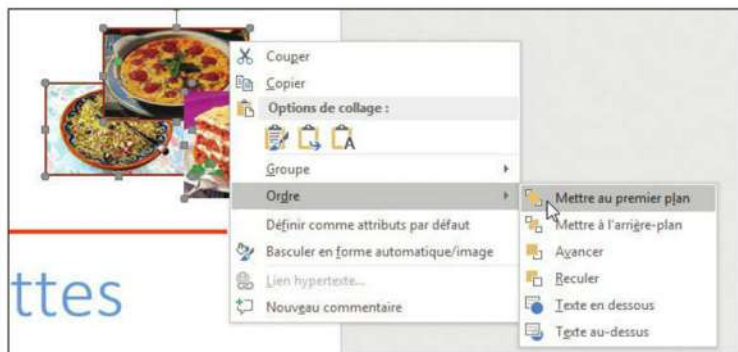 Couper
Copier
Options de collage :
Groupe
Ordre
Définir comme attributs par défaut
Basculer en forme automatique/image
Lien hypertexte...
Nouveau commentaire
Mettre au premier plan
Mettre à l'arrière-plan
Avancer
Reculer
Texte en dessous
Texte au-dessus
ttes